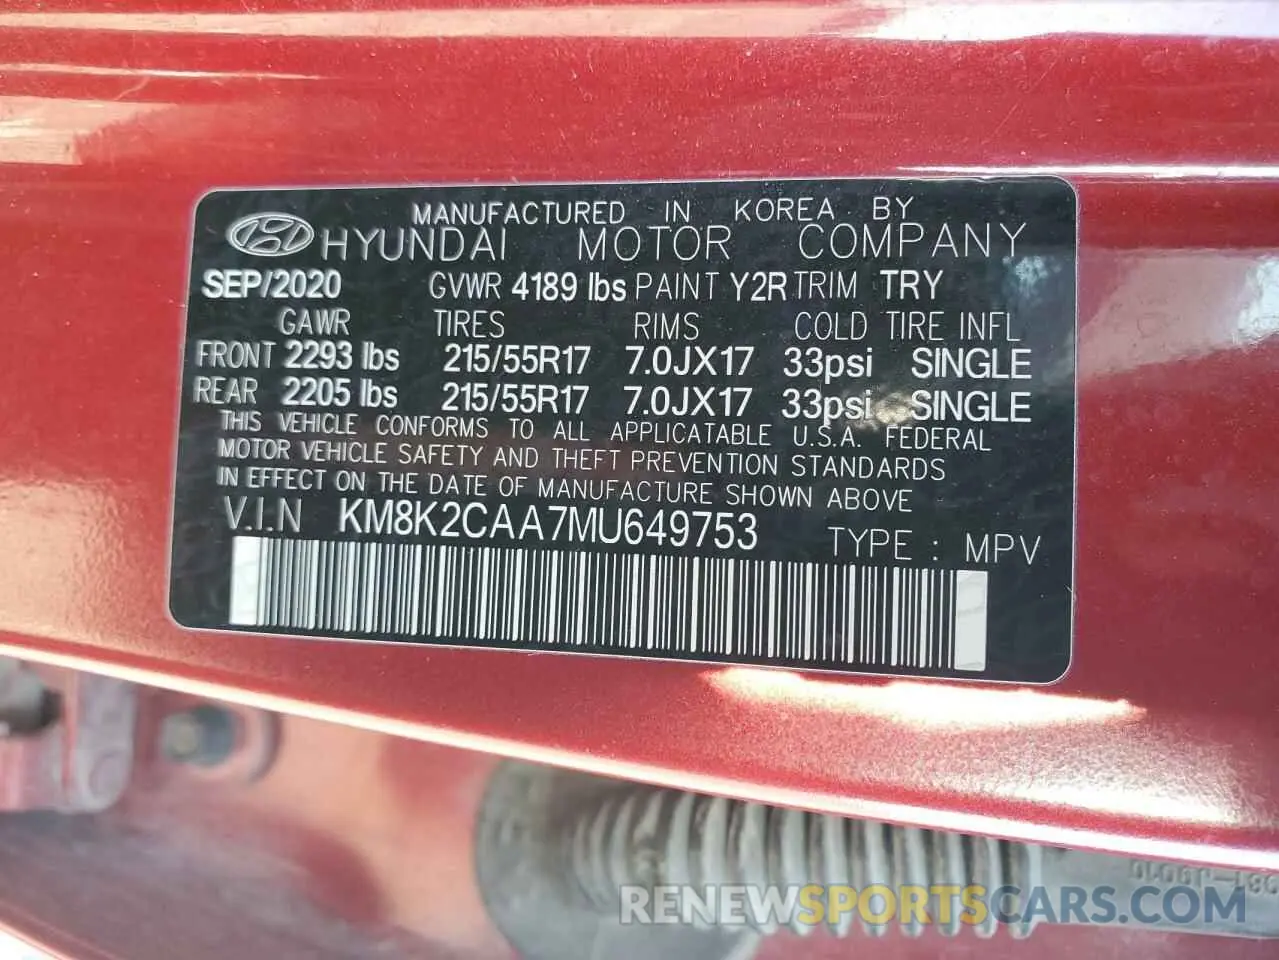 MANUFACTURED IN KOREA BY
HYUNDAI MOTOR COMPANY
SEP/2020 GVWR 4189 lbs PAINT Y2R TRIM TRY
GAWR TIRES RIMS COLD TIRE INFL
FRONT 2293 lbs 215/55R17 7.0JX17 33psi SINGLE
REAR 2205 lbs 215/55R17 7.0JX17 33psi SINGLE
THIS VEHICLE CONFORMS TO ALL APPLICATABLE U.S.A. FEDERAL
MOTOR VEHICLE SAFETY AND THEFT PREVENTION STANDARDS
IN EFFECT ON THE DATE OF MANUFACTURE SHOWN ABOVE
V.I.N KM8K2CAA7MU649753 TYPE : MPV
RENEWSPORTSCARS.COM